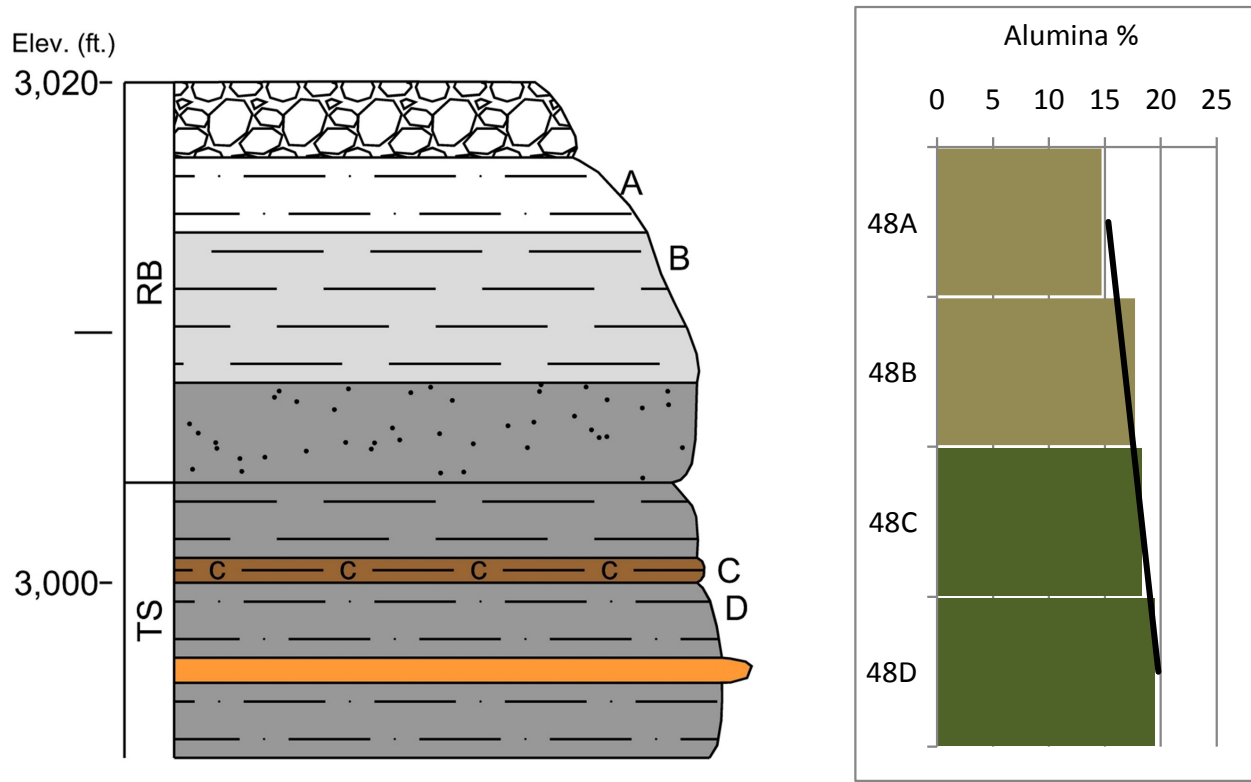 Elev. (ft.)
3,020
RB
A
B
C C C C
C
3,000
D
TS
Alumina %
0 5 10 15 20 25
48A
48B
48C
48D